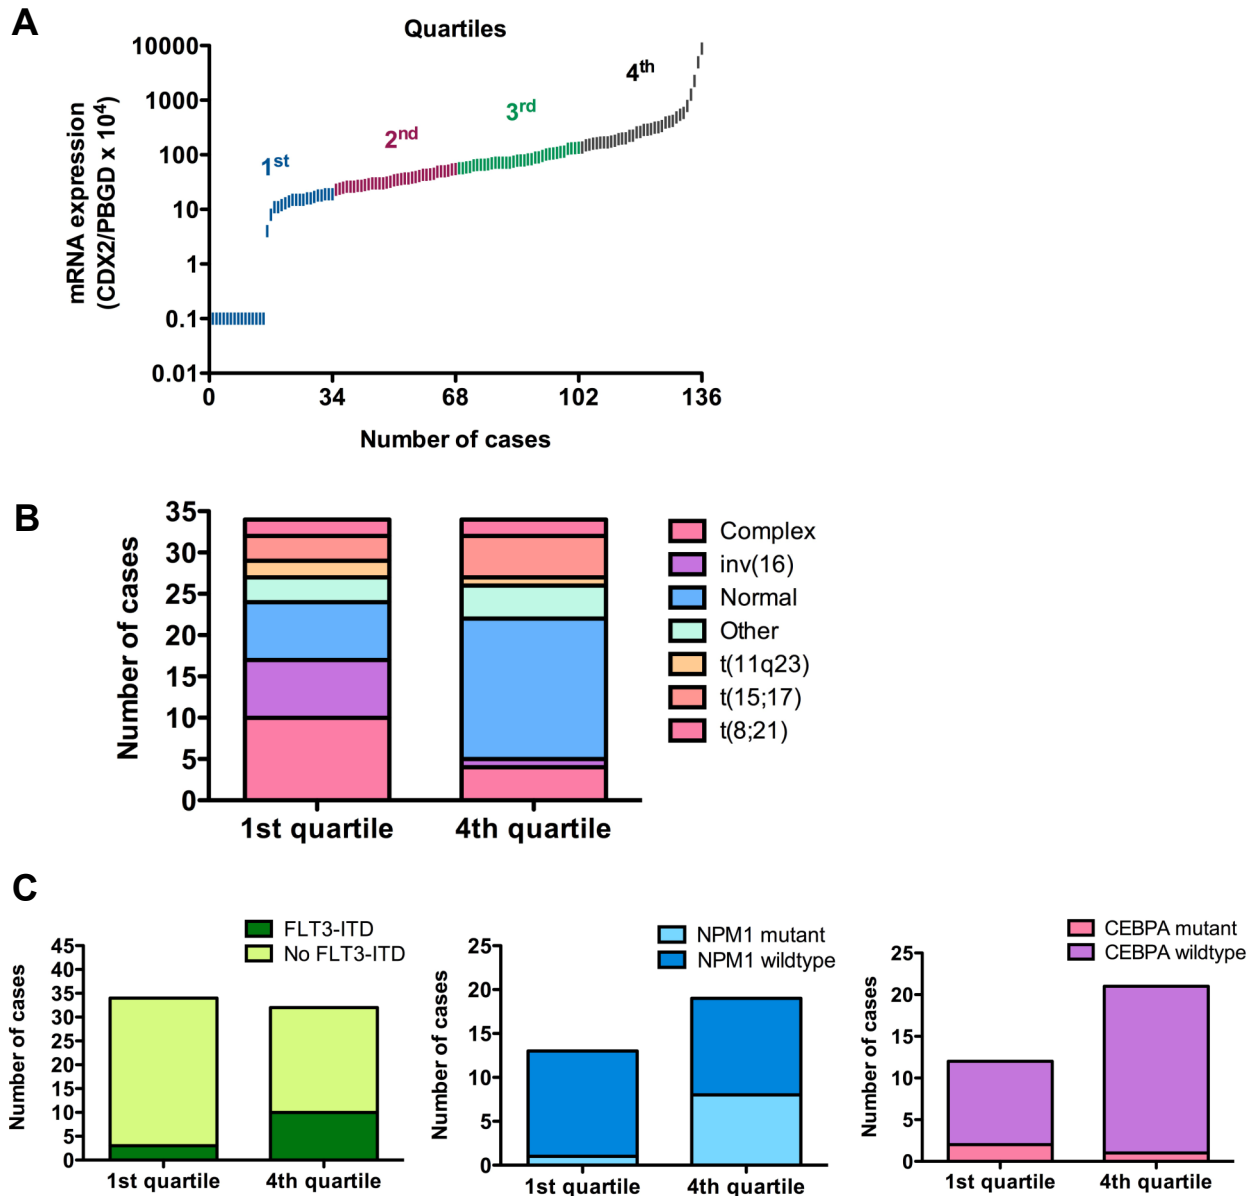 A
Quartiles
mRNA expression
(CDX2/PBGD x 10⁴)
10000
1000
100
10
1
0.1
0.01
1st
2nd
3rd
4th
0 34 68 102 136
Number of cases
B
Number of cases
35
30
25
20
15
10
5
0
1st quartile 4th quartile
Complex
inv(16)
Normal
Other
t(11q23)
t(15;17)
t(8;21)
C
FLT3-ITD
No FLT3-ITD
Number of cases
45
40
35
30
25
20
15
10
5
0
1st quartile 4th quartile
NPM1 mutant
NPM1 wildtype
Number of cases
25
20
15
10
5
0
1st quartile 4th quartile
CEBPA mutant
CEBPA wildtype
Number of cases
25
20
15
10
5
0
1st quartile 4th quartile